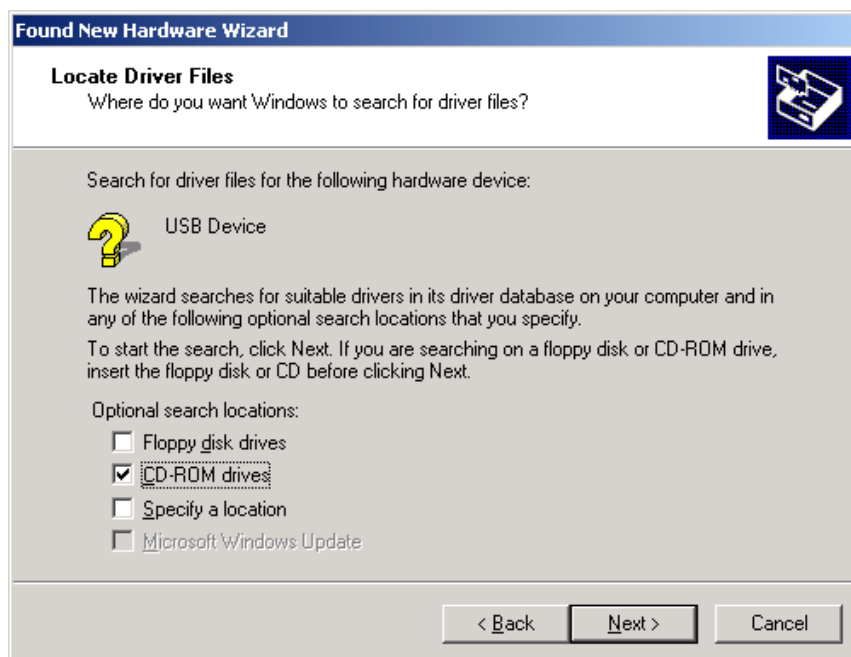 Found New Hardware Wizard
Locate Driver Files
Where do you want Windows to search for driver files?
Search for driver files for the following hardware device:
USB Device
The wizard searches for suitable drivers in its driver database on your computer and in
any of the following optional search locations that you specify.
To start the search, click Next. If you are searching on a floppy disk or CD-ROM drive,
insert the floppy disk or CD before clicking Next.
Optional search locations:
Floppy disk drives
CD-ROM drives
Specify a location
Microsoft Windows Update
< Back Next > Cancel